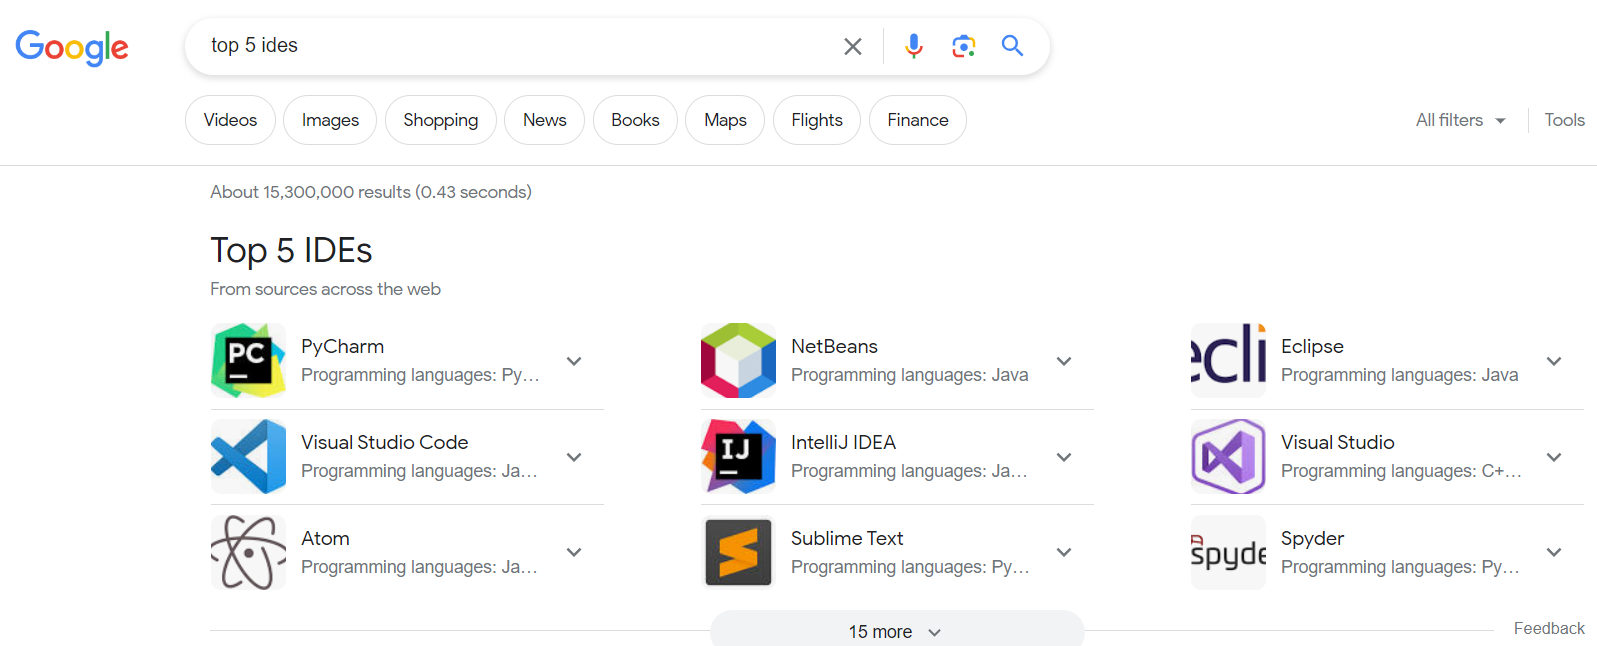 Google
top 5 ides
Videos
Images
Shopping
News
Books
Maps
Flights
Finance
All filters
Tools
About 15,300,000 results (0.43 seconds)
Top 5 IDEs
From sources across the web
PC
PyCharm
Programming languages: Py...
NetBeans
Programming languages: Java
ecli
Eclipse
Programming languages: Java
Visual Studio Code
Programming languages: Ja...
IJ
IntelliJ IDEA
Programming languages: Ja...
Visual Studio
Programming languages: C+...
Atom
Programming languages: Ja...
Sublime Text
Programming languages: Py...
spyde
Spyder
Programming languages: Py...
15 more
Feedback